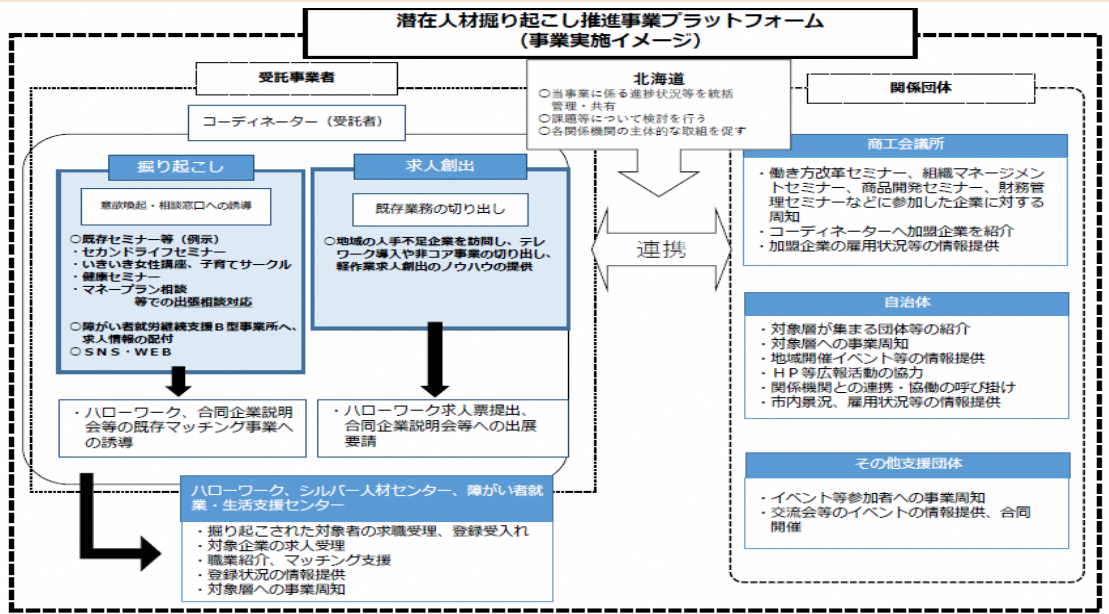 潜在人材掘り起こし推進事業プラットフォーム
（事業実施イメージ）
受託事業者
コーディネーター（受託者）
掘り起こし
意欲喚起・相談窓口への誘導
○既存セミナー等（例示）
・セカンドライフセミナー
・いきいき女性講座、子育てサークル
・健康セミナー
・マネープラン相談
等での出張相談対応
○障がい者就労継続支援Ｂ型事業所へ、
求人情報の配付
○ＳＮＳ・ＷＥＢ
・ハローワーク、合同企業説明
会等の既存マッチング事業へ
の誘導
求人創出
既存業務の切り出し
○地域の人手不足企業を訪問し、テレ
ワーク導入や非コア事業の切り出し、
軽作業求人創出のノウハウの提供
・ハローワーク求人票提出、
合同企業説明会等への出展
要請
ハローワーク、シルバー人材センター、障がい者就
業・生活支援センター
・掘り起こされた対象者の求職受理、登録受入れ
・対象企業の求人受理
・職業紹介、マッチング支援
・登録状況の情報提供
・対象層への事業周知
北海道
○当事業に係る進捗状況等を統括
管理・共有
○課題等について検討を行う
○各関係機関の主体的な取組を促す
連携
関係団体
商工会議所
・働き方改革セミナー、組織マネージメン
トセミナー、商品開発セミナー、財務管
理セミナーなどに参加した企業に対する
周知
・コーディネーターへ加盟企業を紹介
・加盟企業の雇用状況等の情報提供
自治体
・対象層が集まる団体等の紹介
・対象層への事業周知
・地域開催イベント等の情報提供
・ＨＰ等広報活動の協力
・関係機関との連携・協働の呼び掛け
・市内景況、雇用状況等の情報提供
その他支援団体
・イベント等参加者への事業周知
・交流会等のイベントの情報提供、合同
開催